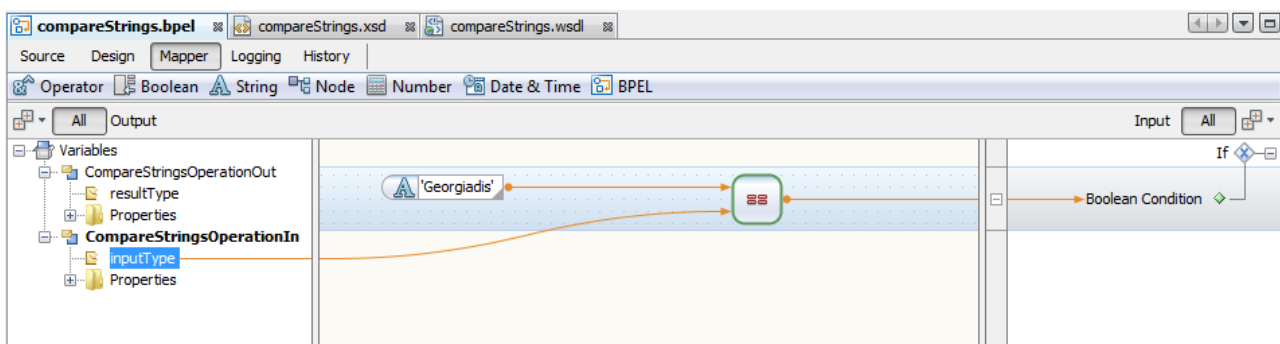 compareStrings.bpel compareStrings.xsd compareStrings.wsdl
Source Design Mapper Logging History
Operator Boolean String Node Number Date & Time BPEL
All Output Input All
Variables If
CompareStringsOperationOut
'Georgiadis' ==
resultType Boolean Condition
Properties
CompareStringsOperationIn
inputType
Properties